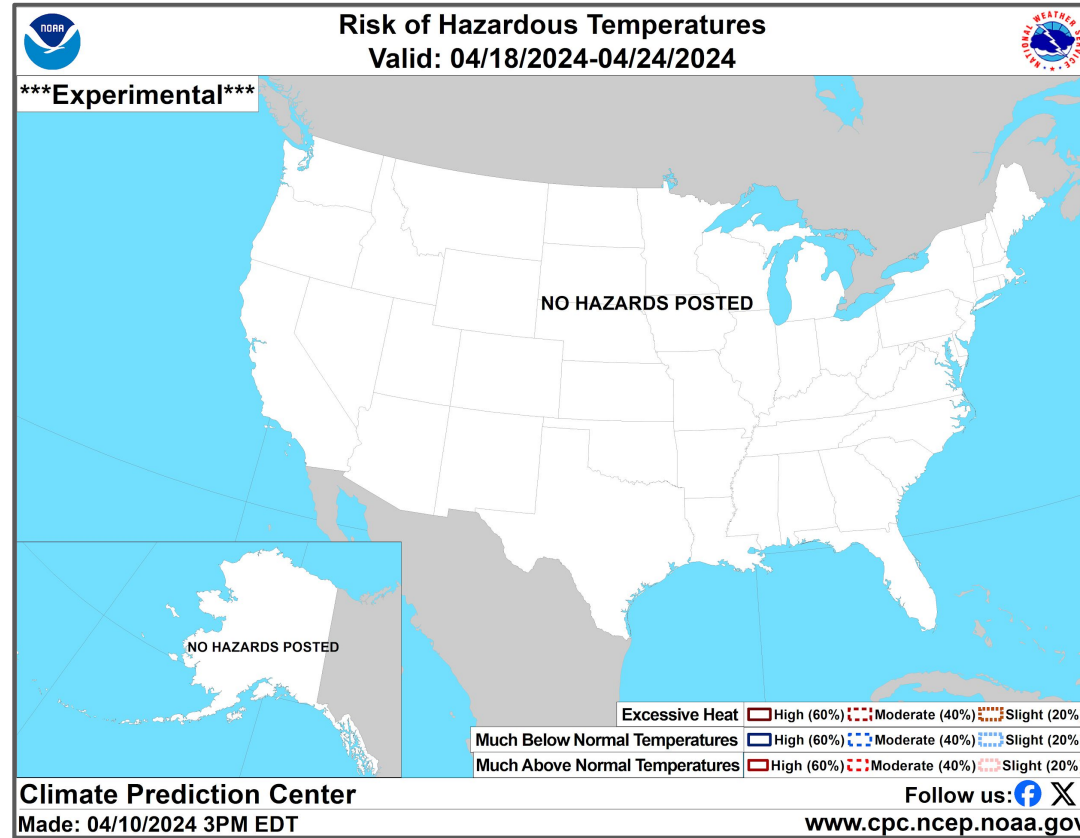 NOAA
Risk of Hazardous Temperatures
Valid: 04/18/2024-04/24/2024
NATIONAL WEATHER SERVICE
***Experimental***
NO HAZARDS POSTED
NO HAZARDS POSTED
Excessive Heat High (60%) Moderate (40%) Slight (20%
Much Below Normal Temperatures High (60%) Moderate (40%) Slight (20%
Much Above Normal Temperatures High (60%) Moderate (40%) Slight (20%
Climate Prediction Center
Follow us:
Made: 04/10/2024 3PM EDT
www.cpc.ncep.noaa.gov